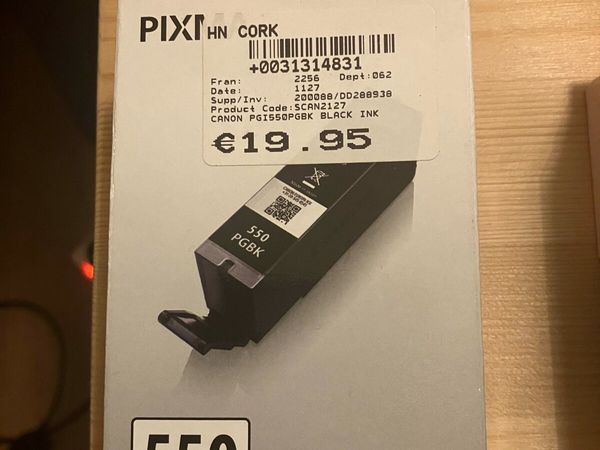 PIXMA
HN CORK
+0031314831
Fran: 2256 Dept:062
Date: 1127
Supp/Inv: 200088/DD288938
Product Code:SCAN2127
CANON PGI550PGBK BLACK INK
€19.95
550
PGBK
550